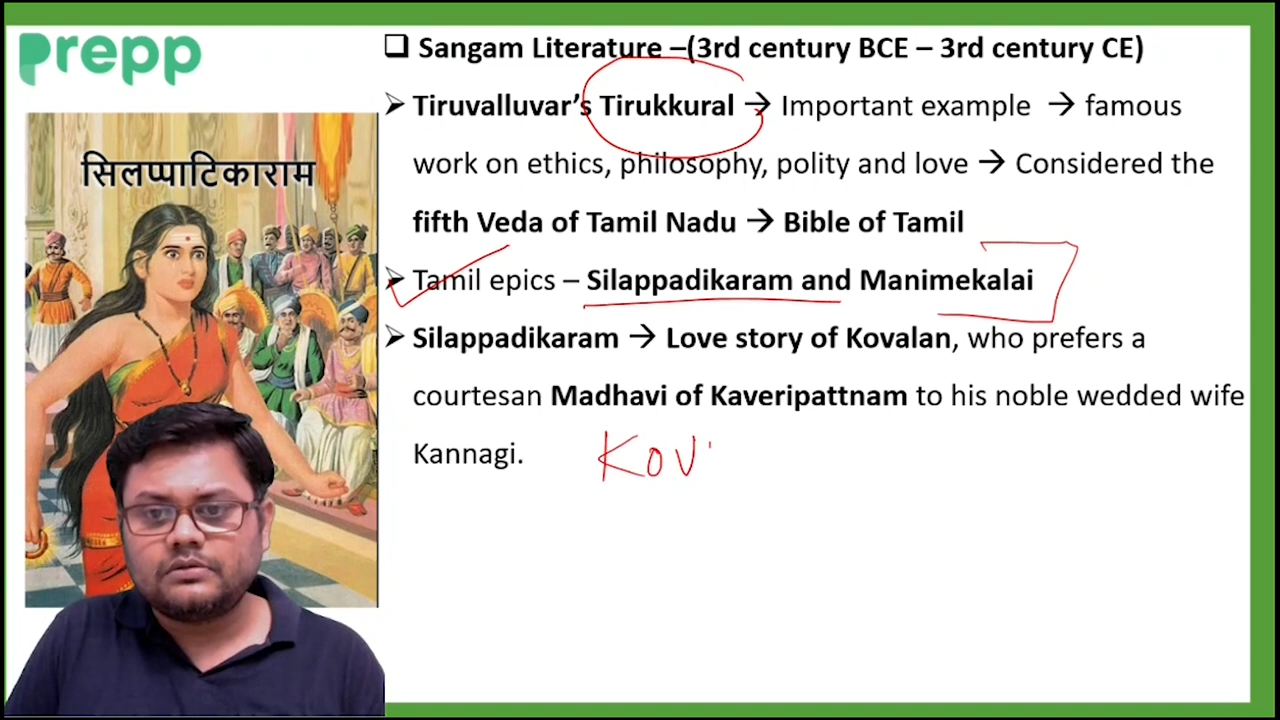 prepp
सिलप्पाटिकाराम
❑ Sangam Literature –(3rd century BCE – 3rd century CE)
➢ Tiruvalluvar’s Tirukkural → Important example → famous
work on ethics, philosophy, polity and love → Considered the
fifth Veda of Tamil Nadu → Bible of Tamil
➢ Tamil epics – Silappadikaram and Manimekalai
➢ Silappadikaram → Love story of Kovalan, who prefers a
courtesan Madhavi of Kaveripattnam to his noble wedded wife
Kannagi.
Kov